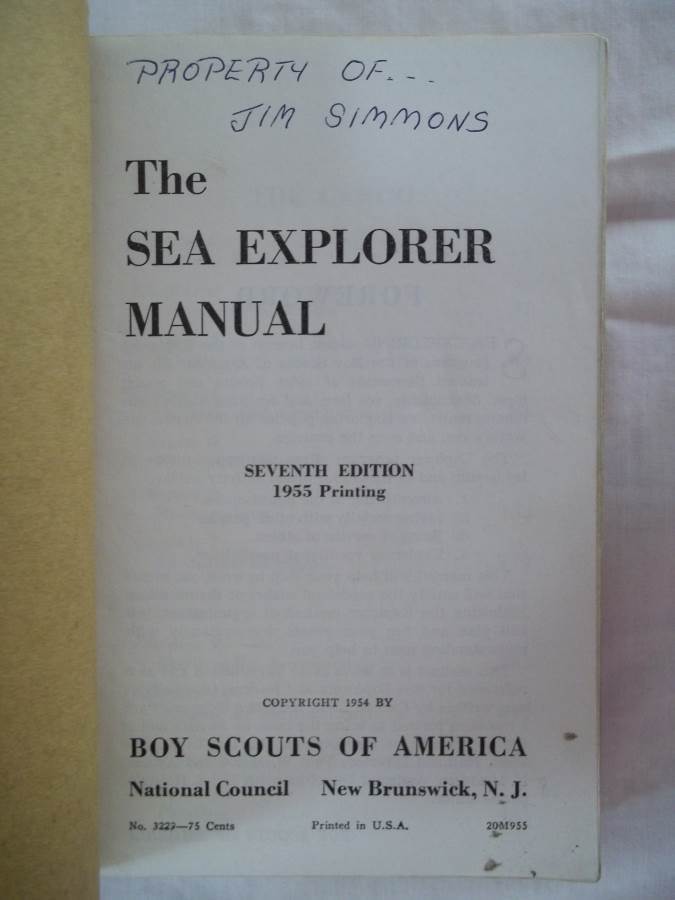 PROPERTY OF...
JIM SIMMONS
The
SEA EXPLORER
MANUAL
SEVENTH EDITION
1955 Printing
COPYRIGHT 1954 BY
BOY SCOUTS OF AMERICA
National Council New Brunswick, N. J.
No. 3229—75 Cents Printed in U.S.A. 20M955